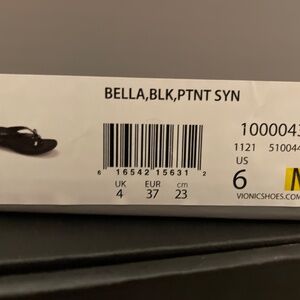 BELLA,BLK,PTNT SYN
1000043
1121 510044
US
6 M
6 16542 15631 2
UK EUR cm
4 37 23
VIONICSHOES.COM